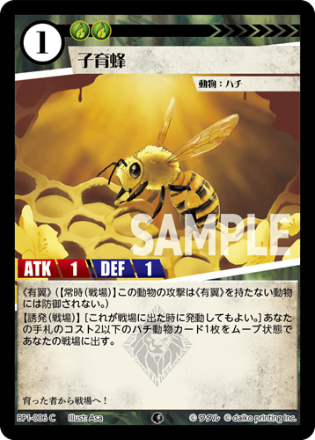 1
子育蜂
動物：ハチ
SAMPLE
ATK 1 DEF 1
《有翼》（【常時（戦場）】この動物の攻撃は《有翼》を持たない動物
には防御されない。）
【誘発（戦場）】［これが戦場に出た時に発動してもよい。］あなた
の手札のコスト2以下のハチ動物カード1枚をムーブ状態で
あなたの戦場に出す。
育った者から戦場へ！
BP1-006 C Illust: Asa © ワタル © daiko printing inc.